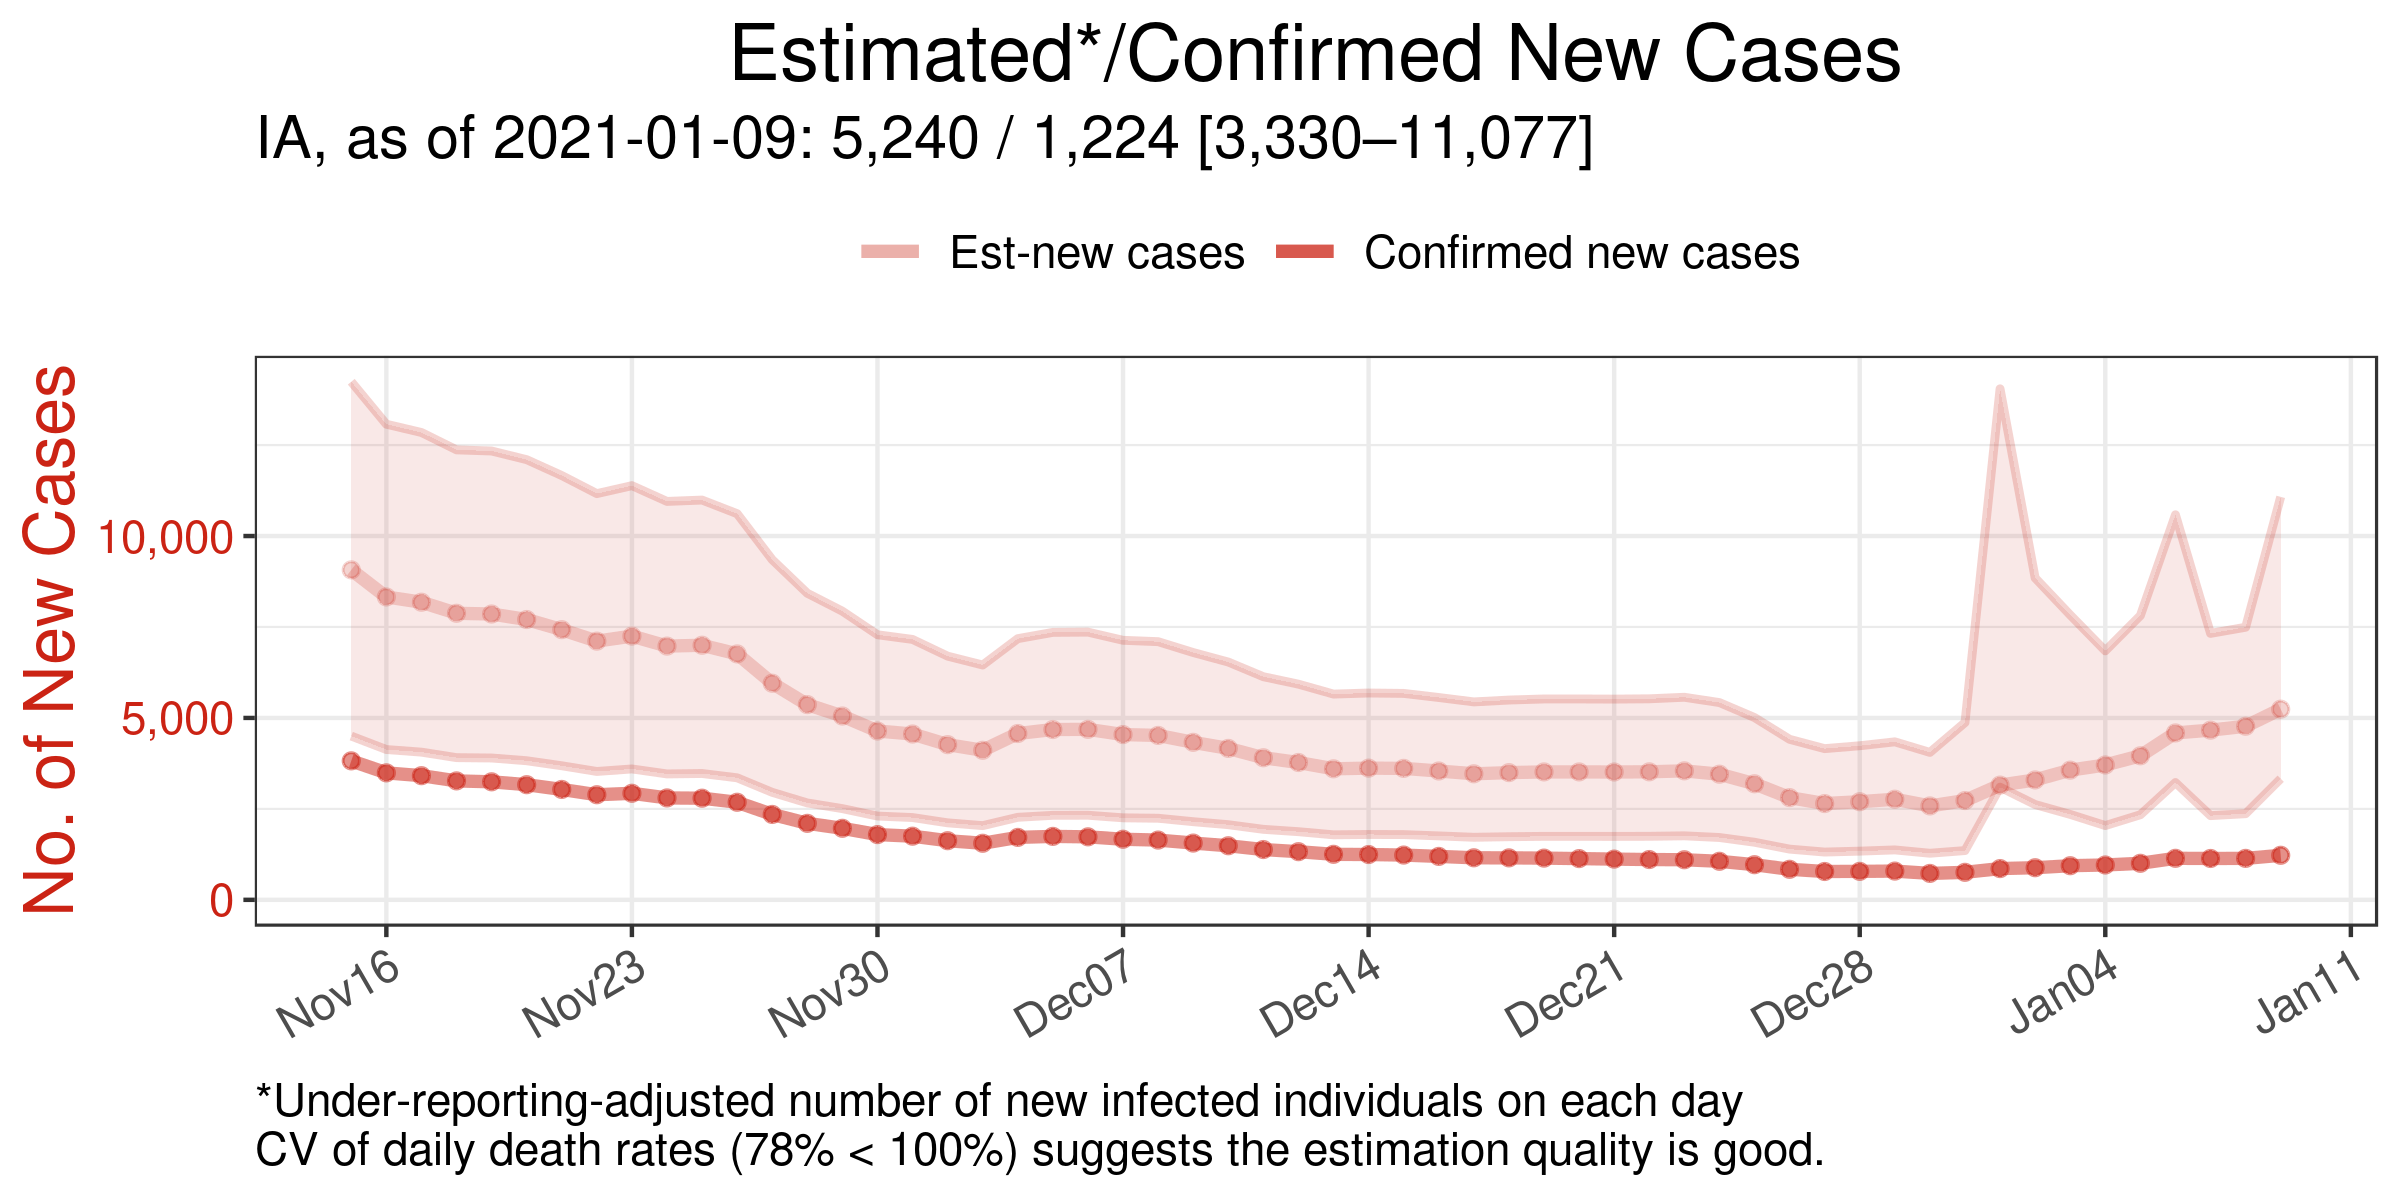 Estimated*/Confirmed New Cases
IA, as of 2021-01-09: 5,240 / 1,224 [3,330–11,077]
Est-new cases
Confirmed new cases
No. of New Cases
10,000
5,000
0
Nov16
Nov23
Nov30
Dec07
Dec14
Dec21
Dec28
Jan04
Jan11
*Under-reporting-adjusted number of new infected individuals on each day
CV of daily death rates (78% < 100%) suggests the estimation quality is good.